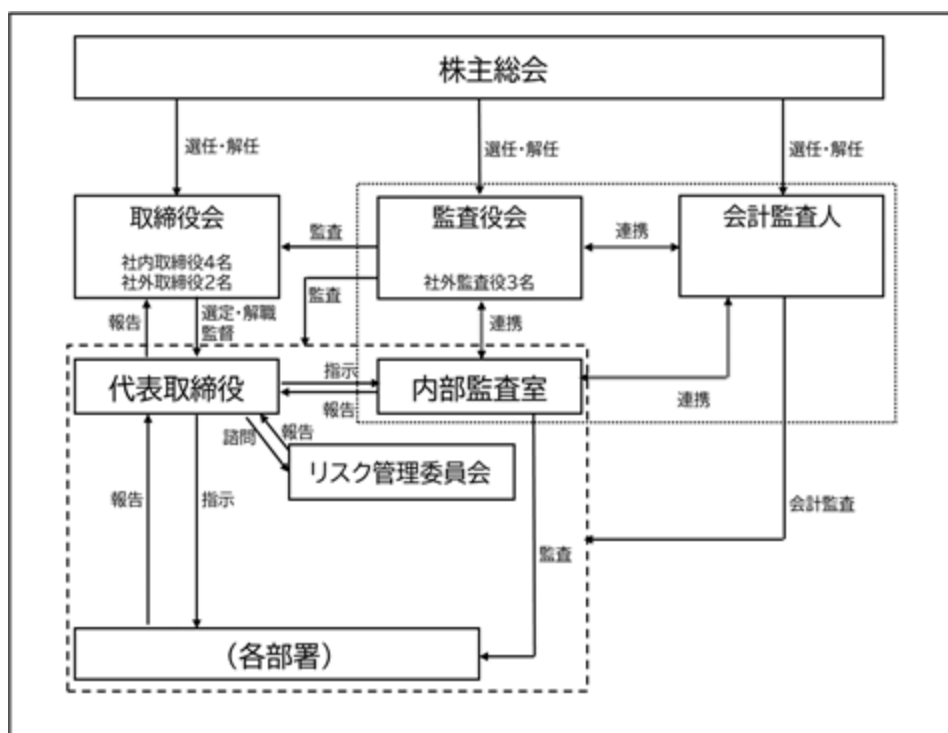 株主総会
選任・解任
選任・解任
選任・解任
取締役会
社内取締役4名
社外取締役2名
監査
監査役会
社外監査役3名
連携
会計監査人
監査
報告
選定・解職
監督
連携
代表取締役
指示
報告
内部監査室
連携
諮問
報告
リスク管理委員会
報告
指示
監査
会計監査
（各部署）